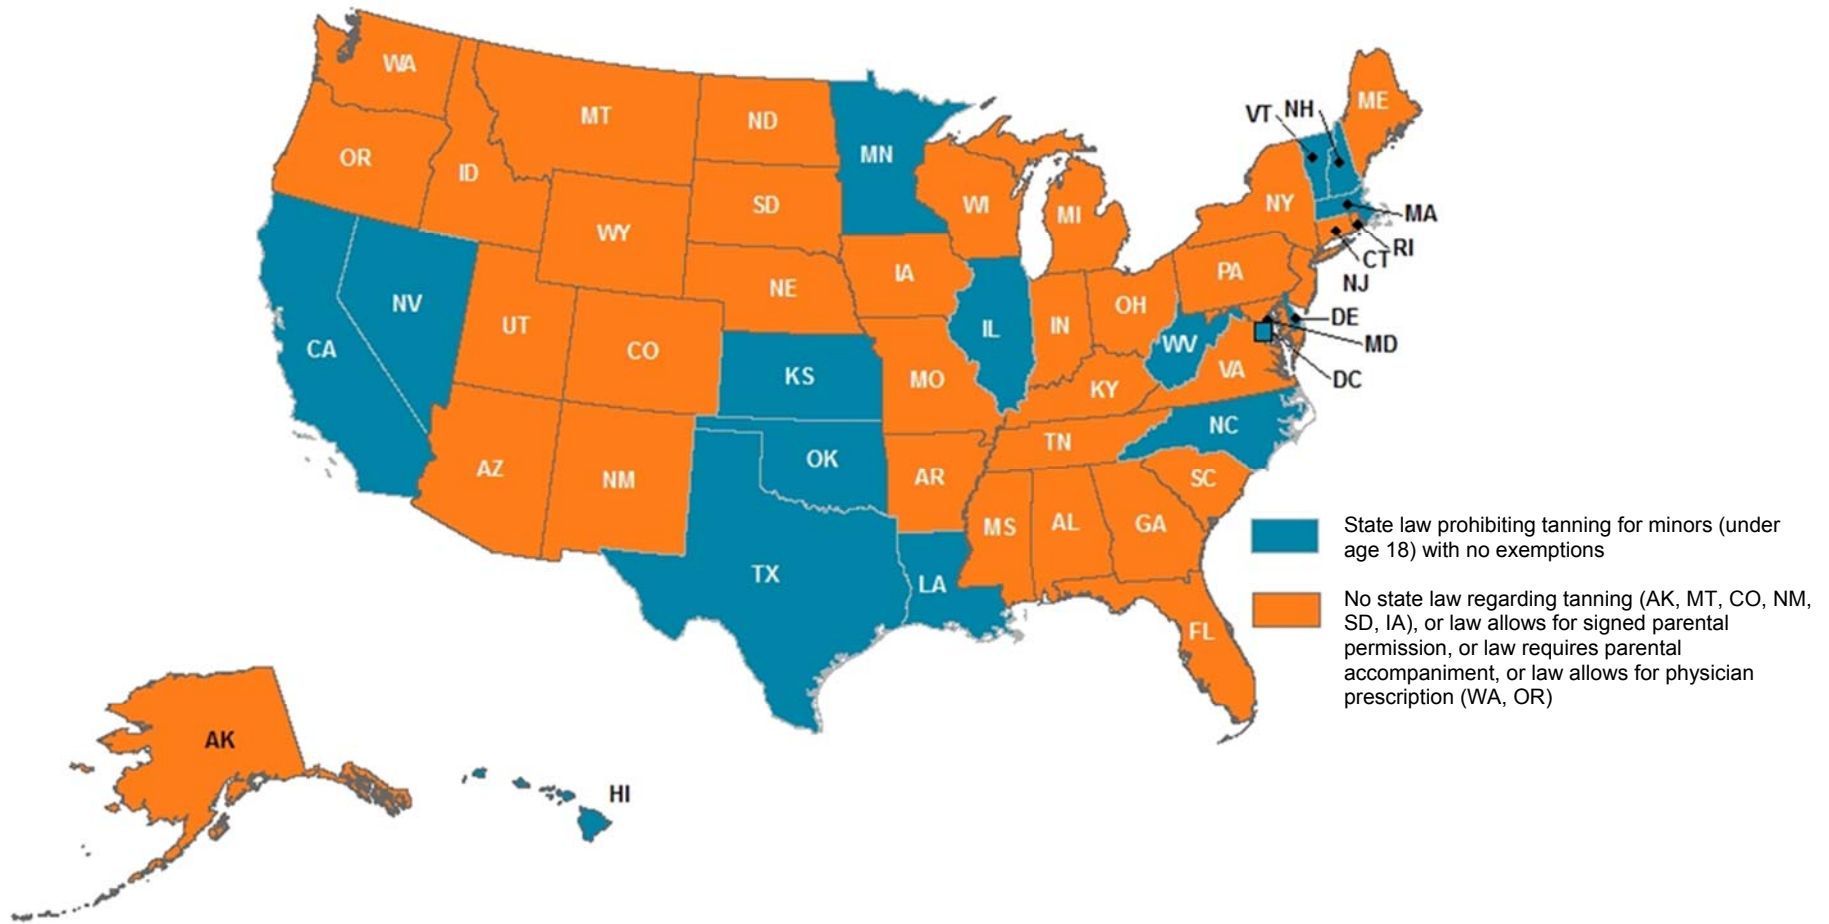 WA
MT
ND
MN
ME
VT
NH
OR
ID
SD
WI
MI
NY
MA
WY
RI
CT
IA
PA
NJ
NE
NV
OH
DE
UT
IN
IL
MD
CA
CO
WV
KS
MO
VA
DC
KY
NC
TN
AZ
NM
OK
AR
SC
MS
AL
GA
TX
LA
FL
AK
HI
State law prohibiting tanning for minors (under
age 18) with no exemptions
No state law regarding tanning (AK, MT, CO, NM,
SD, IA), or law allows for signed parental
permission, or law requires parental
accompaniment, or law allows for physician
prescription (WA, OR)